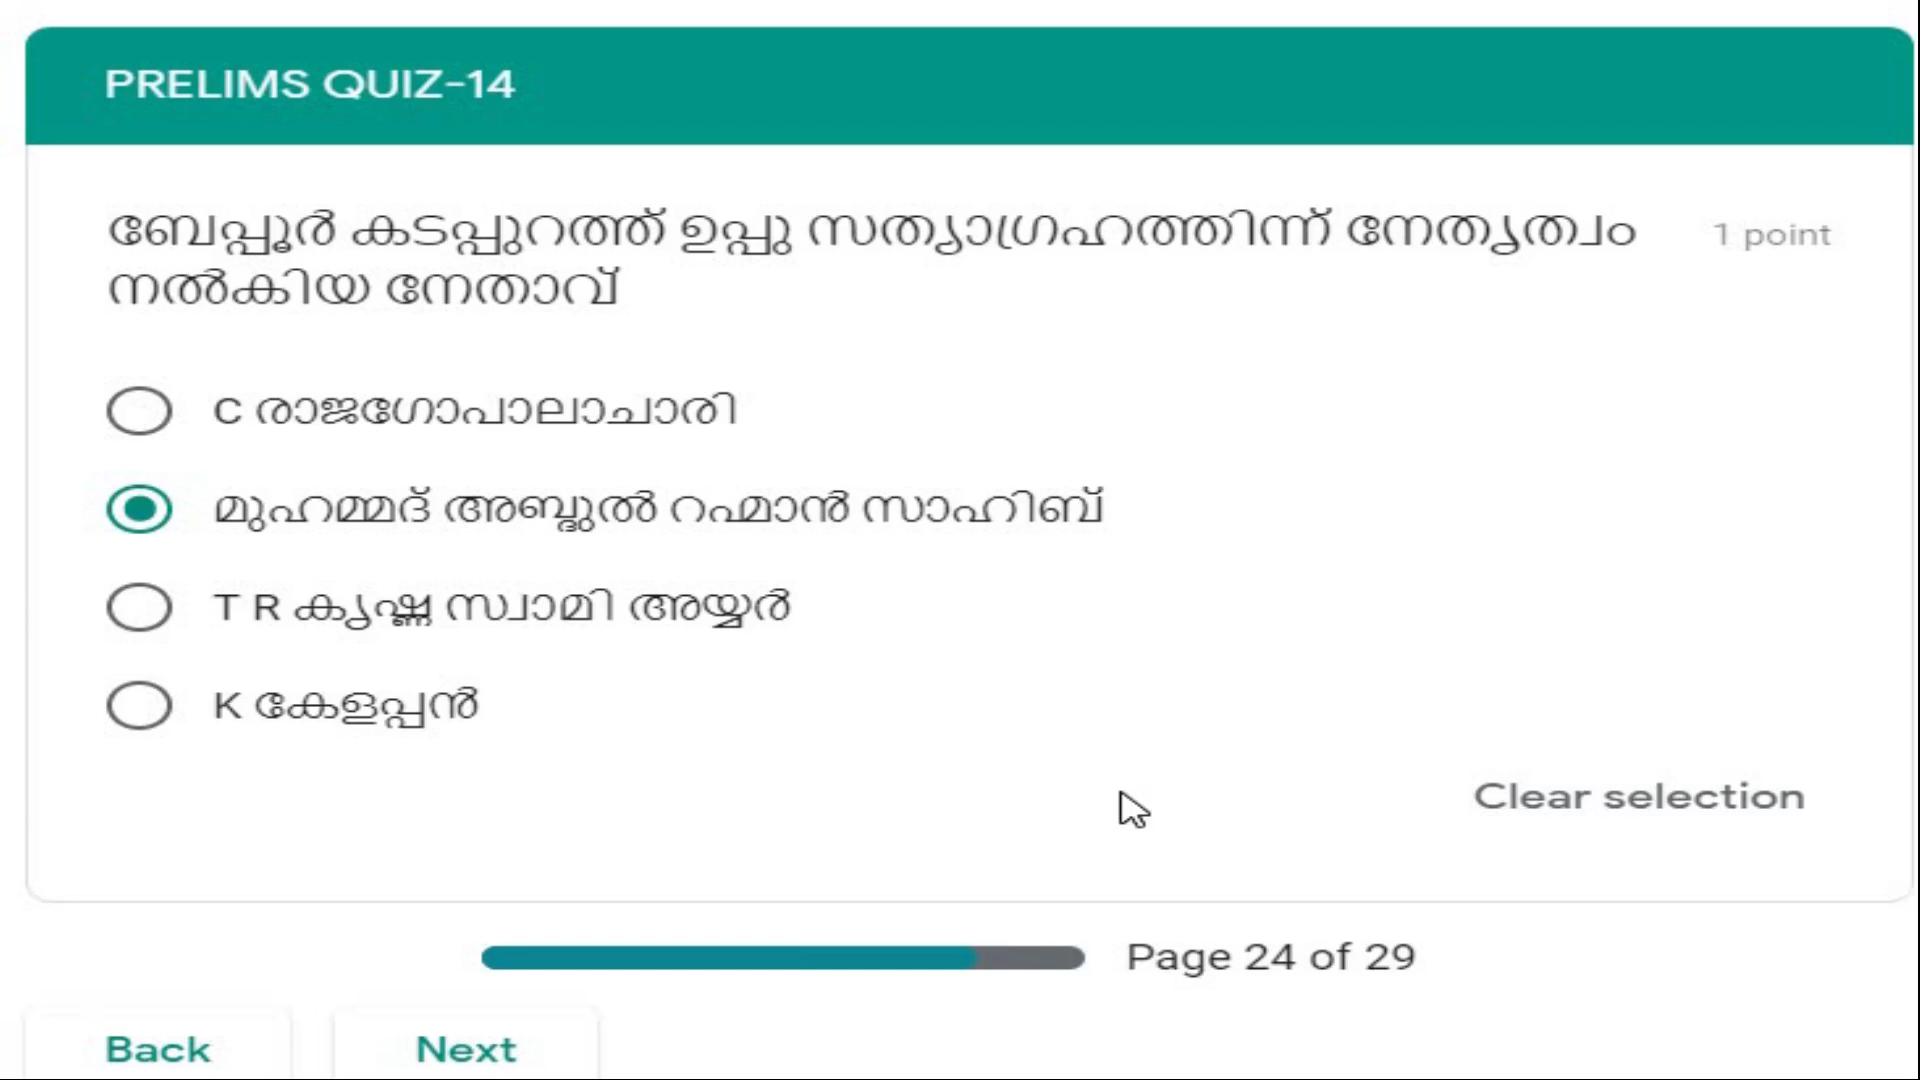 PRELIMS QUIZ-14
ബേപ്പൂർ കടപ്പുറത്ത് ഉപ്പു സത്യാഗ്രഹത്തിന്ന് നേതൃത്വം 1 point
നൽകിയ നേതാവ്
C രാജഗോപാലാചാരി
മുഹമ്മദ് അബ്ദുൽ റഹ്മാൻ സാഹിബ്
T R കൃഷ്ണ സ്വാമി അയ്യർ
K കേളപ്പൻ
Clear selection
Page 24 of 29
Back Next